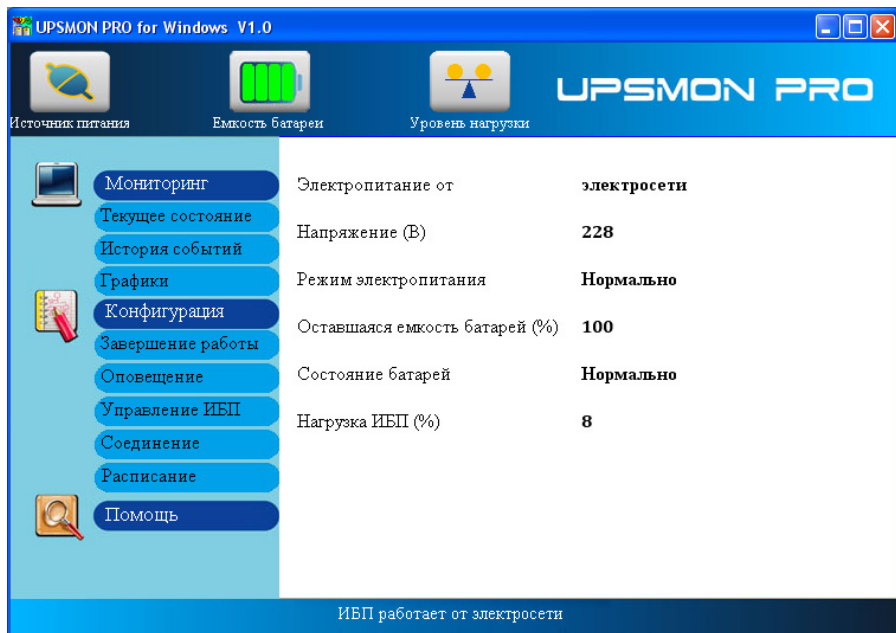 UPSMON PRO for Windows V1.0
UPSMON PRO
Источник питания
Емкость батареи
Уровень нагрузки
Мониторинг
Текущее состояние
История событий
Графики
Конфигурация
Завершение работы
Оповещение
Управление ИБП
Соединение
Расписание
Помощь
Электропитание от электросети
Напряжение (В) 228
Режим электропитания Нормально
Оставшаяся емкость батарей (%) 100
Состояние батарей Нормально
Нагрузка ИБП (%) 8
ИБП работает от электросети